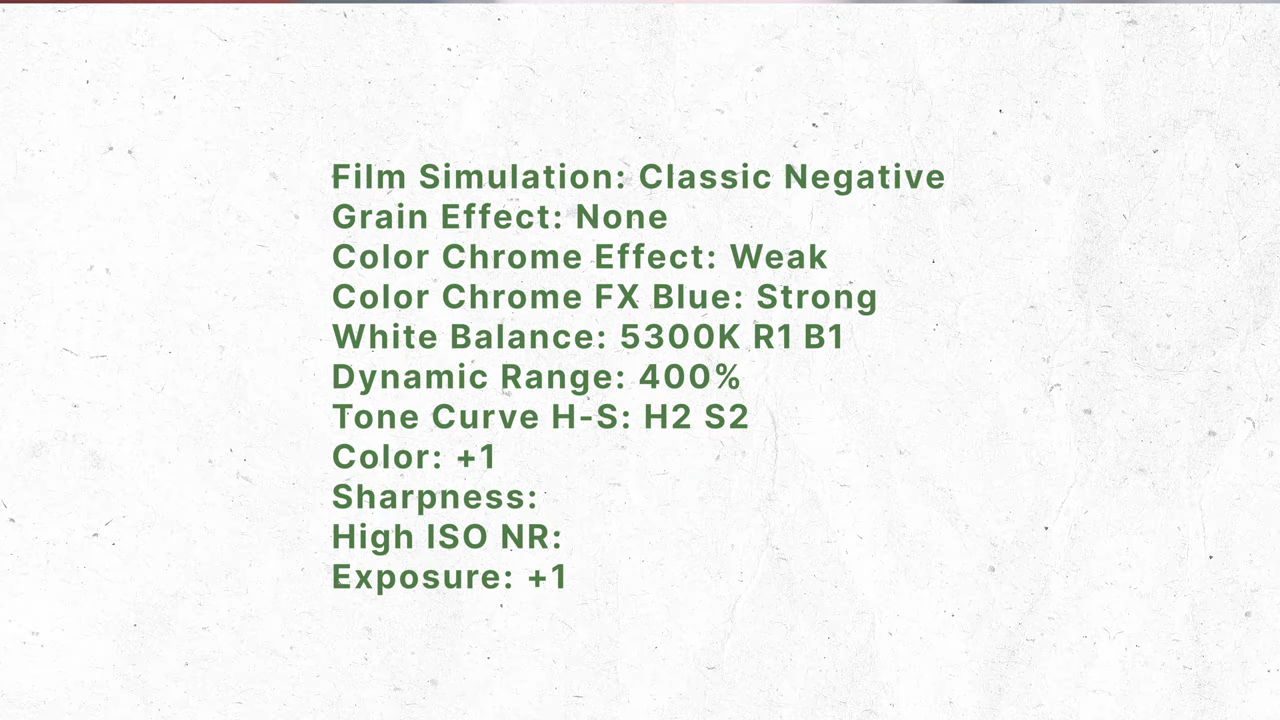 Film Simulation: Classic Negative
Grain Effect: None
Color Chrome Effect: Weak
Color Chrome FX Blue: Strong
White Balance: 5300K R1 B1
Dynamic Range: 400%
Tone Curve H-S: H2 S2
Color: +1
Sharpness:
High ISO NR:
Exposure: +1